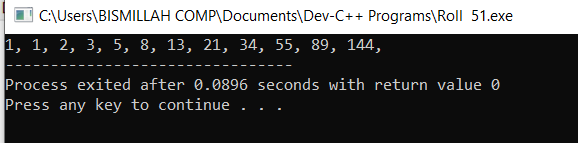 C:\Users\BISMILLAH COMP\Documents\Dev-C++ Programs\Roll  51.exe
1, 1, 2, 3, 5, 8, 13, 21, 34, 55, 89, 144,
--------------------------------
Process exited after 0.0896 seconds with return value 0
Press any key to continue . . .